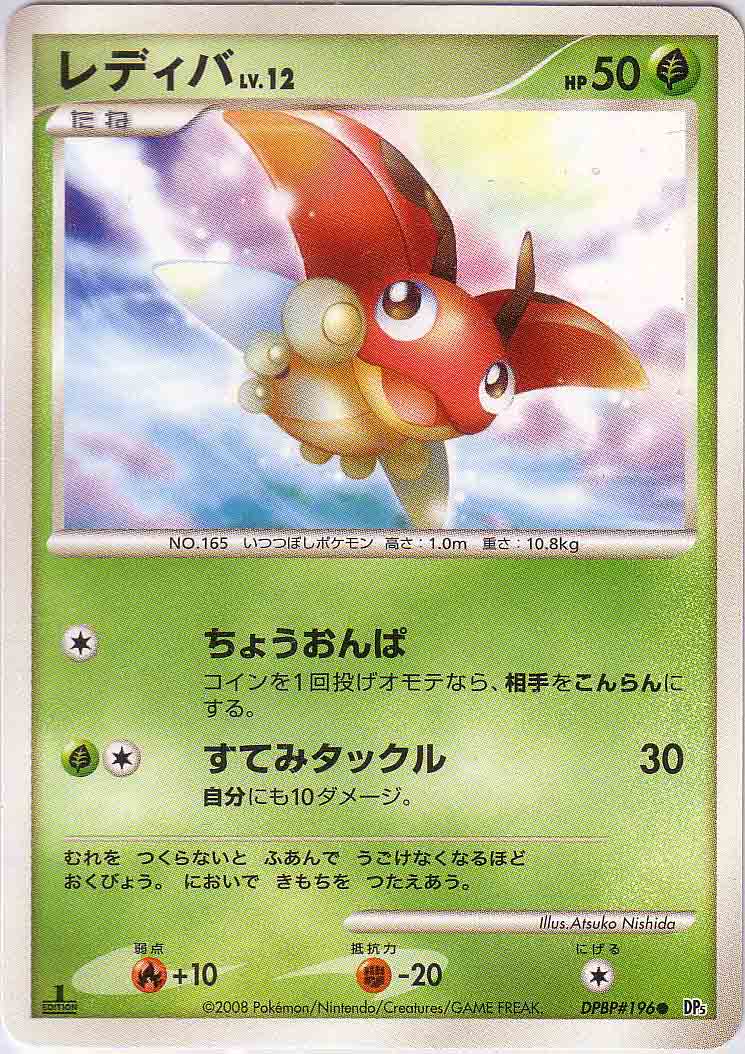 レディバ LV.12 HP 50
たね
NO.165 いつつぼしポケモン 高さ:1.0m 重さ:10.8kg
ちょうおんぱ
コインを1回投げオモテなら、相手をこんらんに
する。
すてみタックル 30
自分にも10ダメージ。
むれを つくらないと ふあんで うごけなくなるほど
おくびょう。 においで きもちを つたえあう。
Illus.Atsuko Nishida
弱点 抵抗力 にげる
+10 -20
1 EDITION ©2008 Pokémon/Nintendo/Creatures/GAME FREAK. DPBP#196 DP5